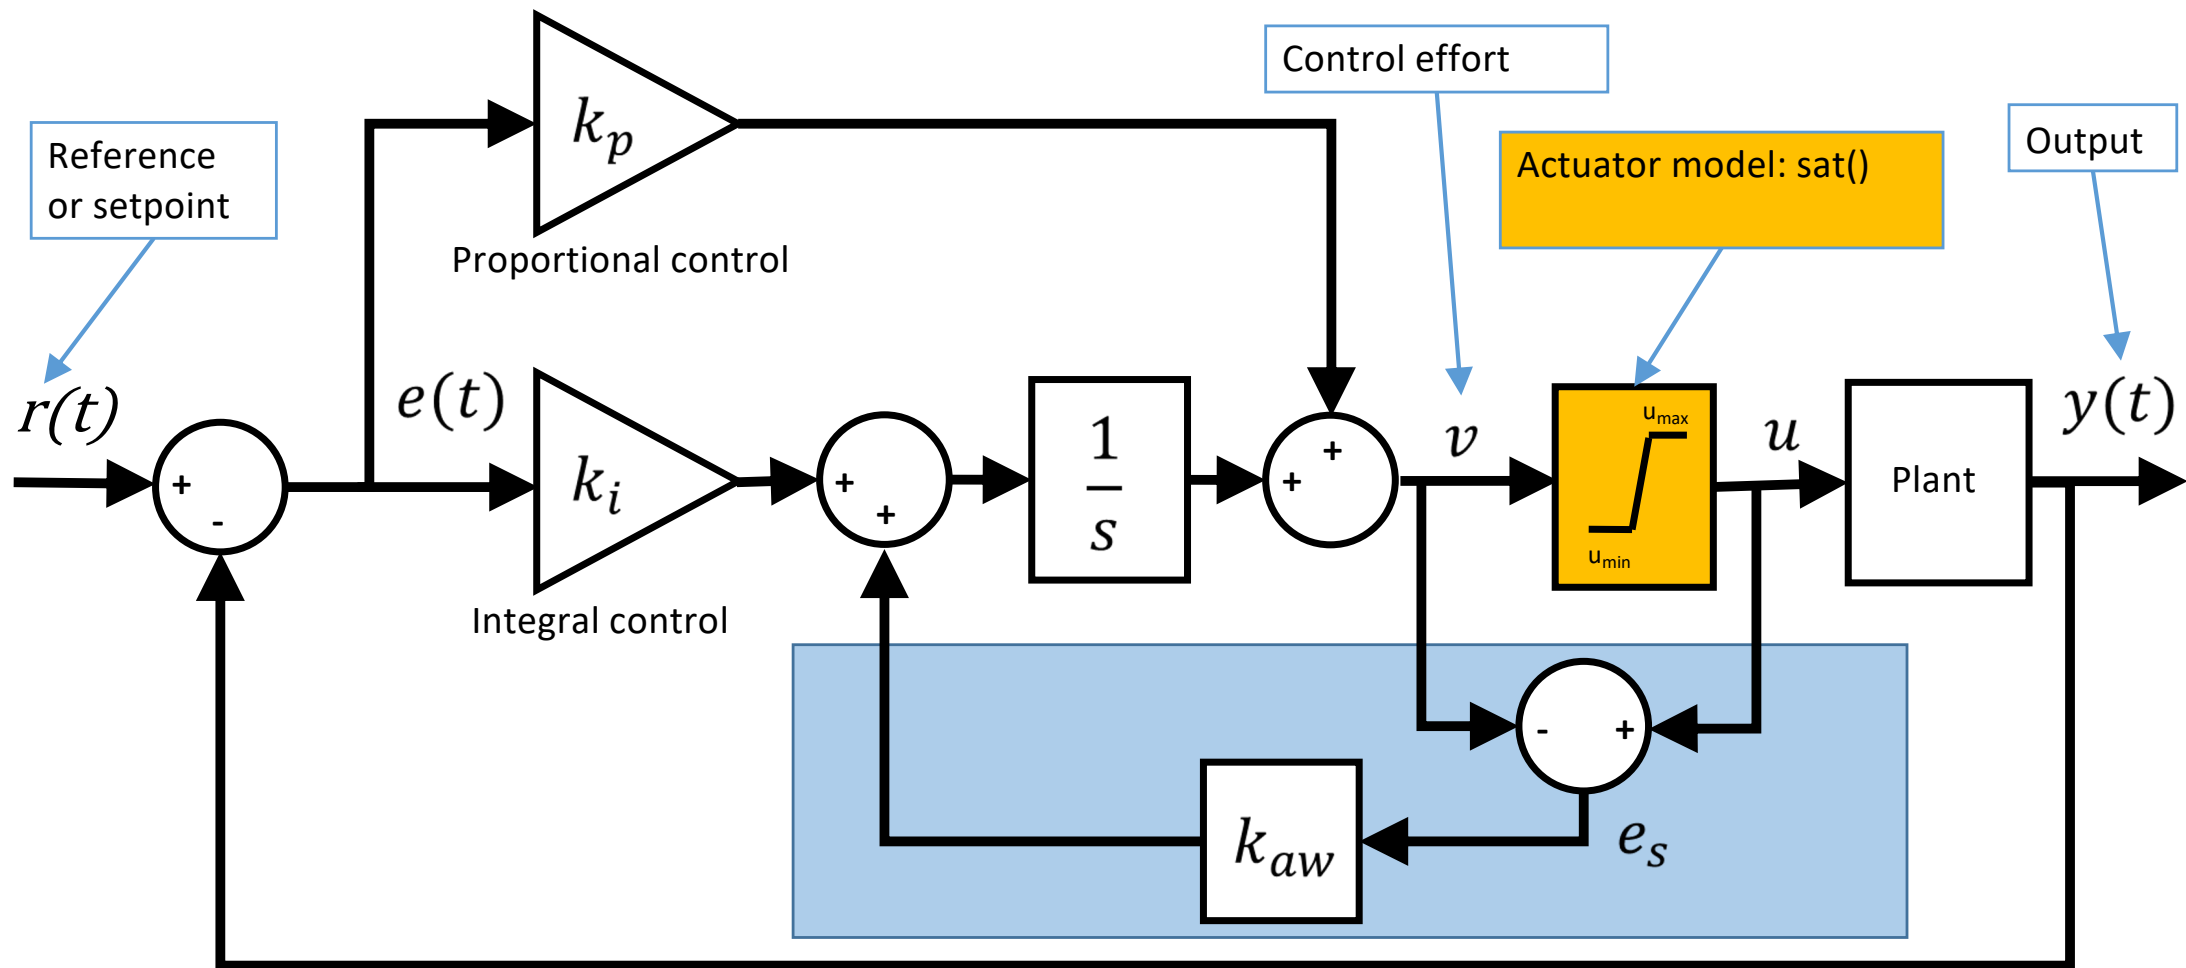 Control effort
Output
Actuator model: sat()
Reference
or setpoint
k_p
Proportional control
r(t)
e(t)
k_i
Integral control
+
-
+
+
1
s
+
+
v
u_max
u_min
u
Plant
y(t)
-
+
e_s
k_aw